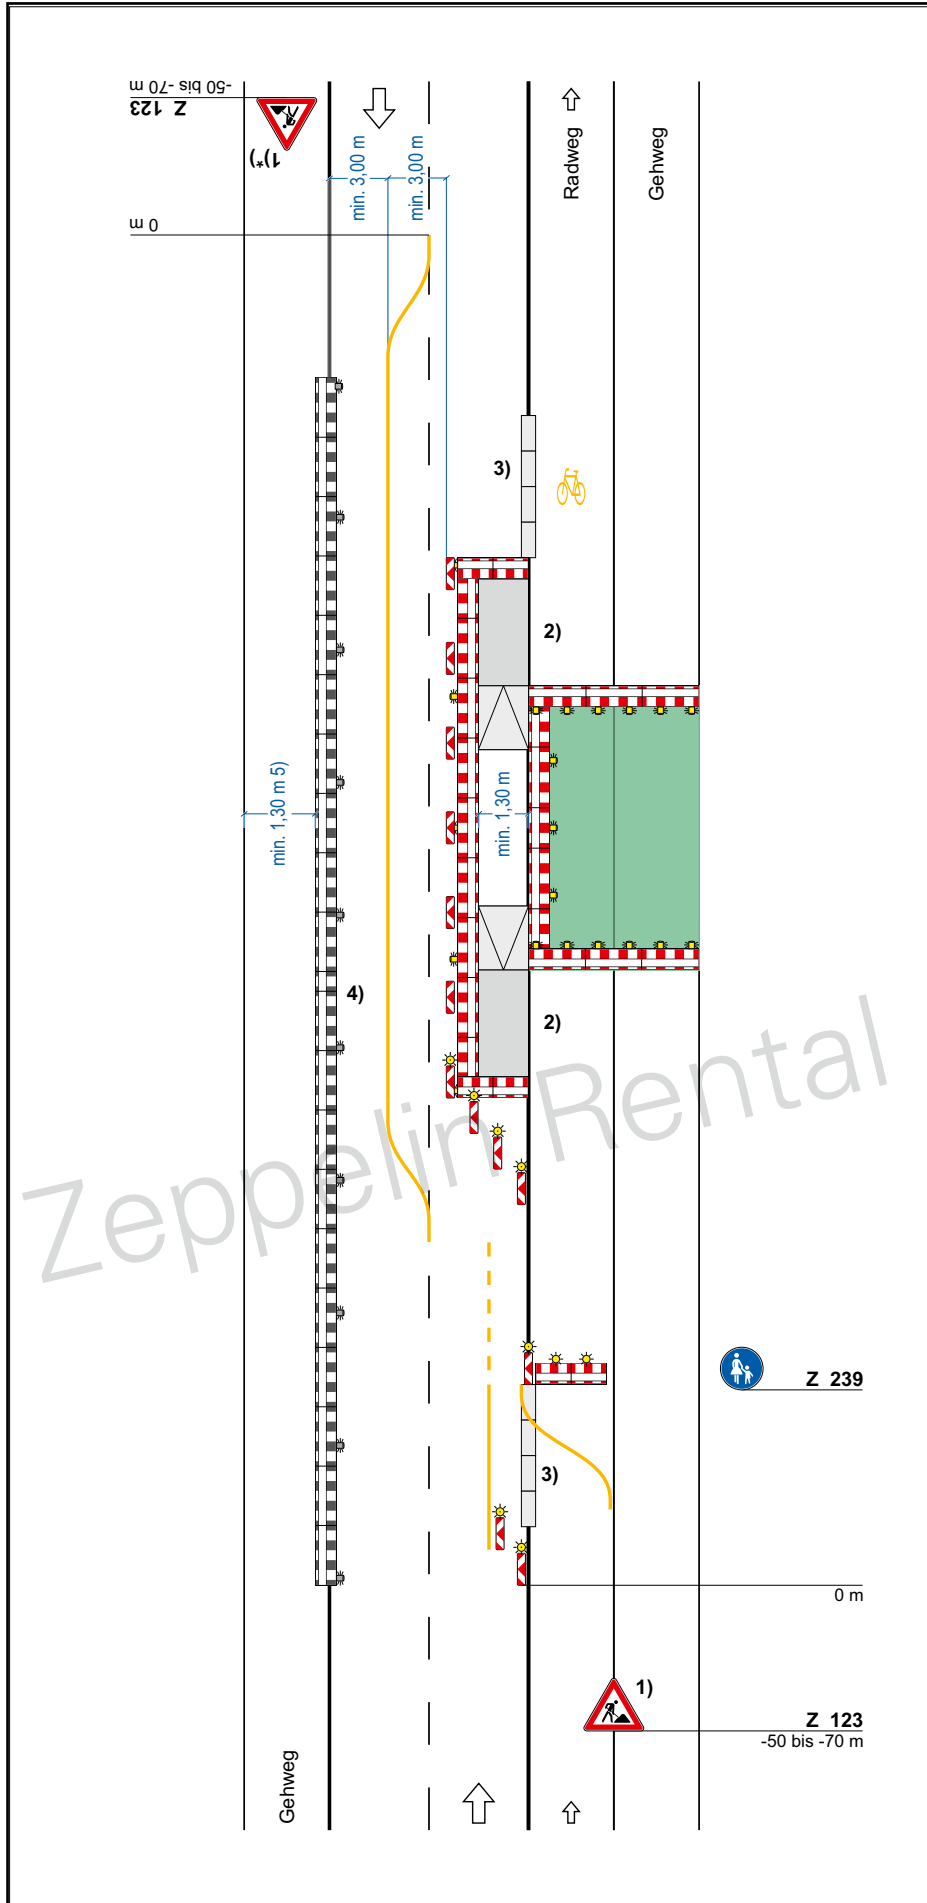 -50 bis -70 m
Z 123
1)*)
0 m
min. 3,00 m
min. 3,00 m
Radweg
Gehweg
3)
2)
min. 1,30 m 5)
min. 1,30 m
4)
2)
Zeppelin Rental
Z 239
3)
0 m
1)
Z 123
-50 bis -70 m
Gehweg